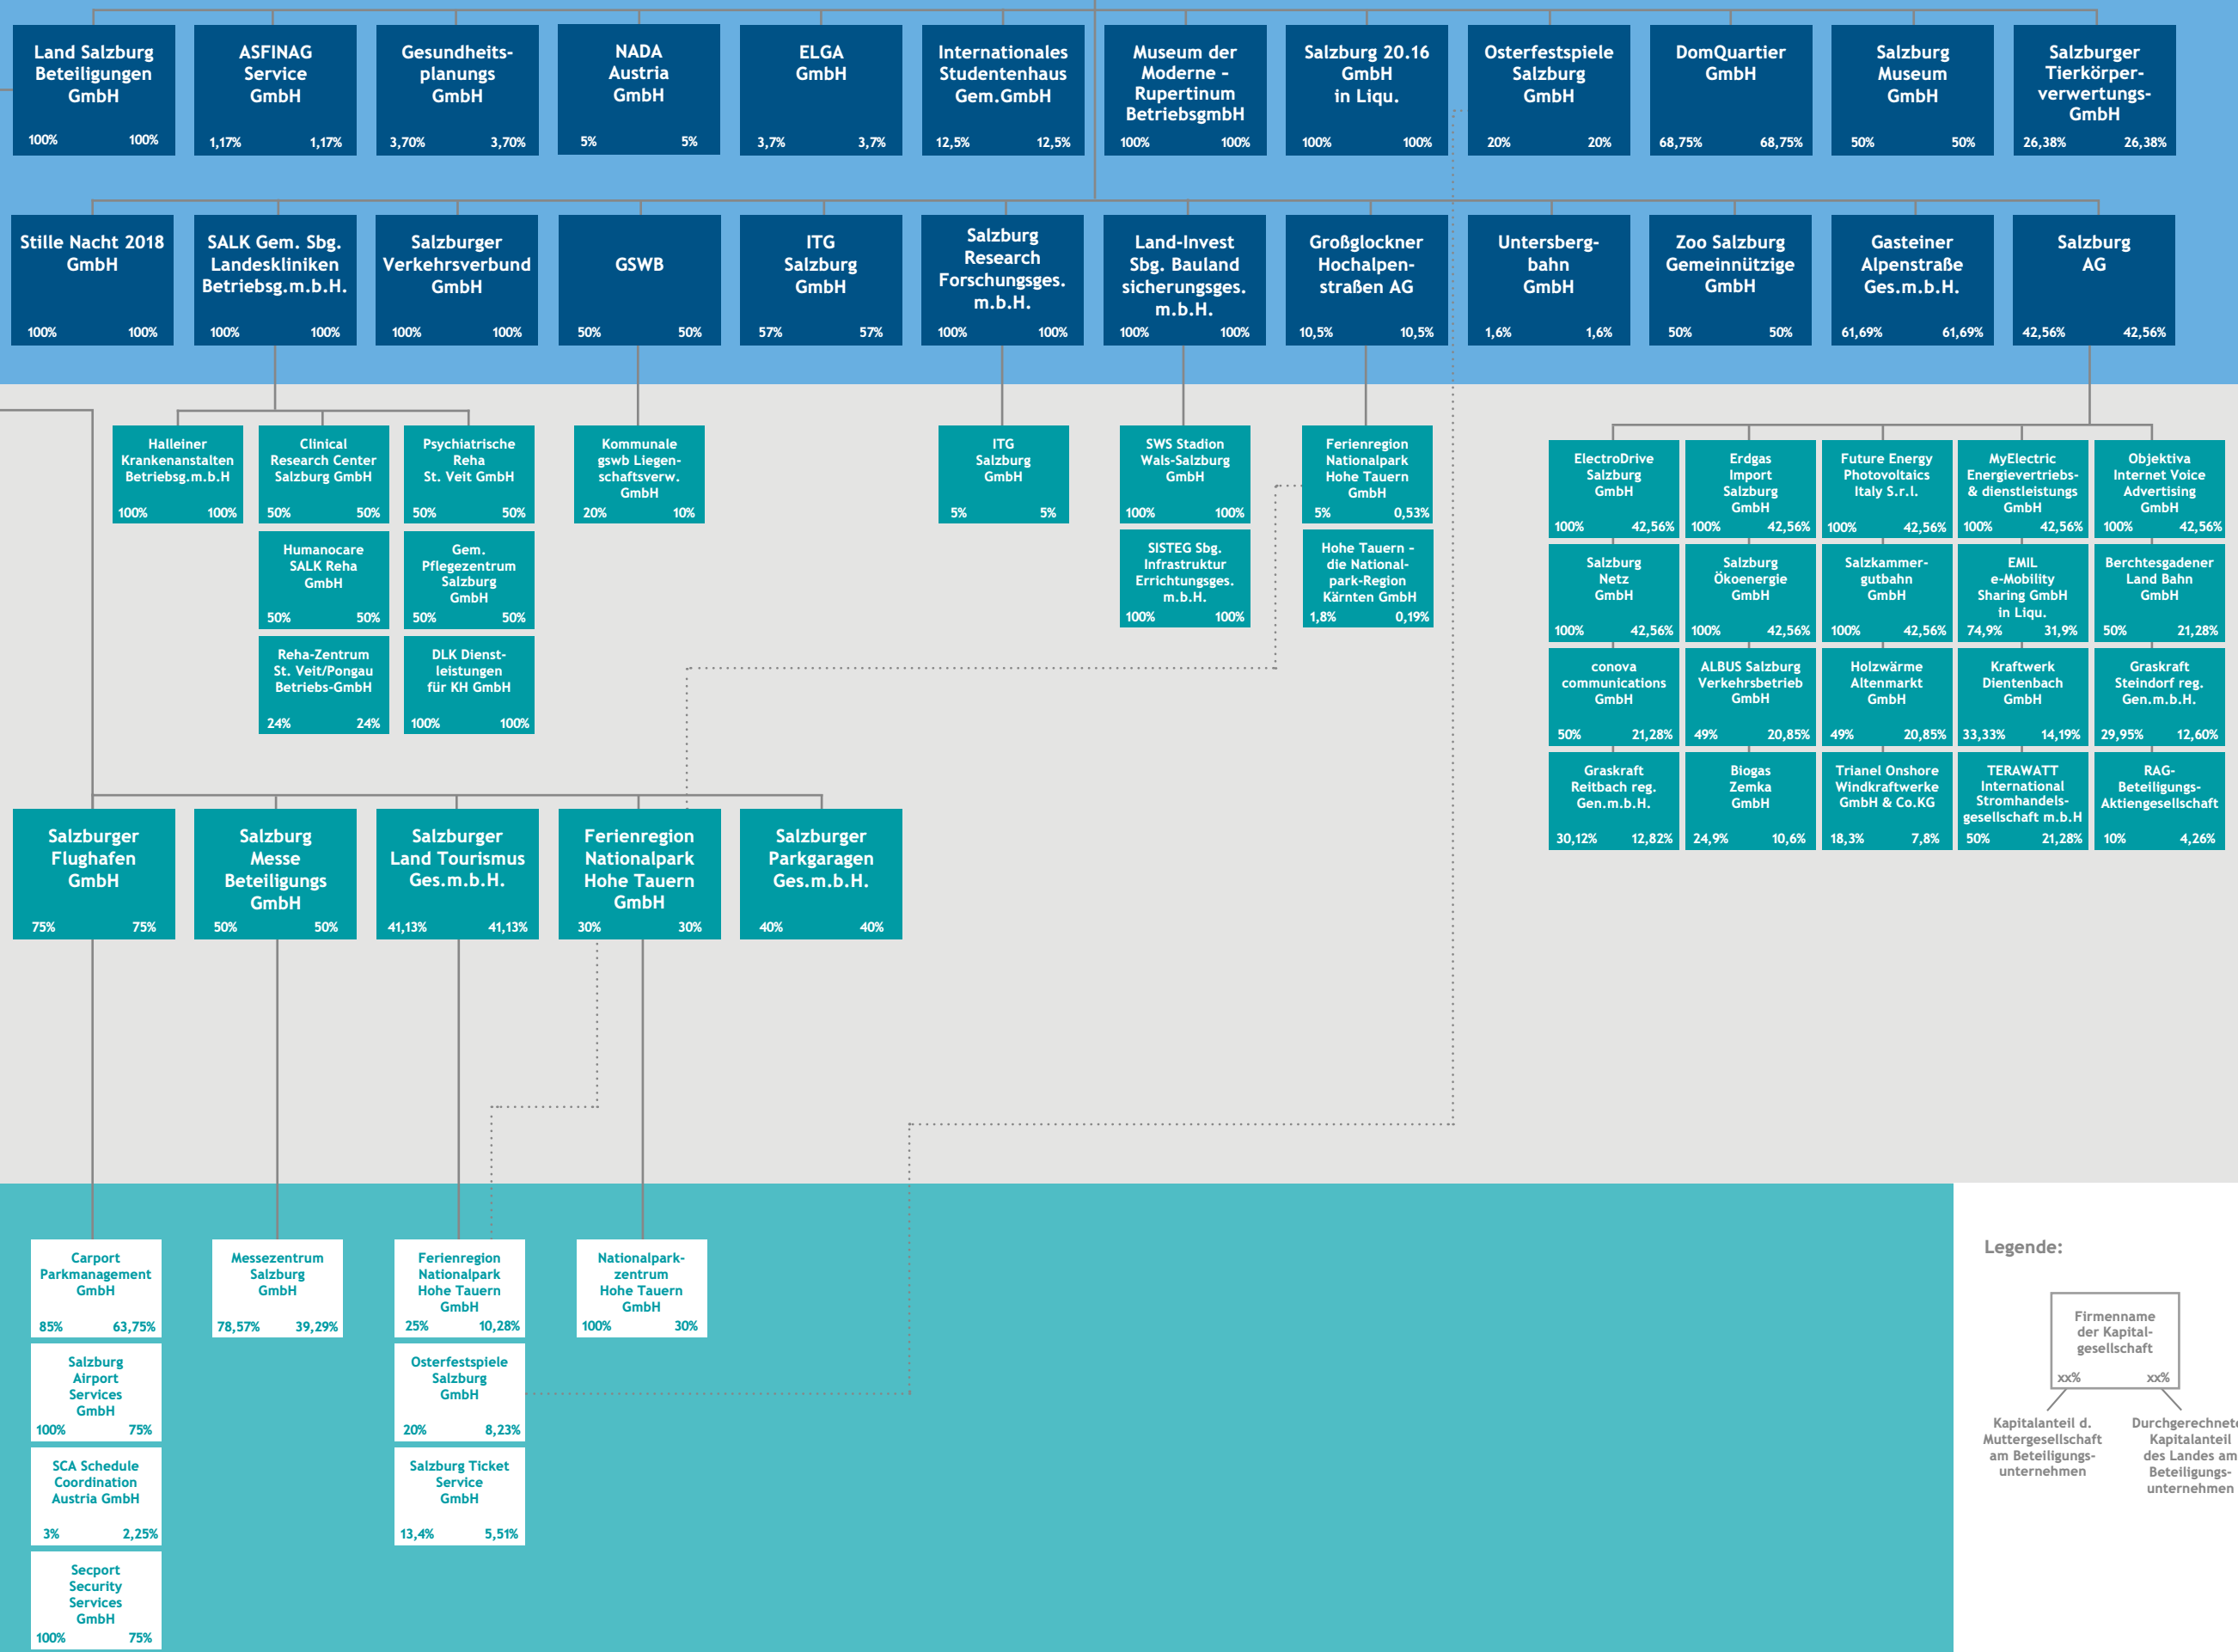 Land Salzburg
Beteiligungen
GmbH
100% 100%
ASFINAG
Service
GmbH
1,17% 1,17%
Gesundheits-
planungs
GmbH
3,70% 3,70%
NADA
Austria
GmbH
5% 5%
ELGA
GmbH
3,7% 3,7%
Internationales
Studentenhaus
Gem.GmbH
12,5% 12,5%
Museum der
Moderne –
Rupertinum
BetriebsgmbH
100% 100%
Salzburg 20.16
GmbH
in Liqu.
100% 100%
Osterfestspiele
Salzburg
GmbH
20% 20%
DomQuartier
GmbH
68,75% 68,75%
Salzburg
Museum
GmbH
50% 50%
Salzburger
Tierkörper-
verwertungs-
GmbH
26,38% 26,38%
Stille Nacht 2018
GmbH
100% 100%
SALK Gem. Sbg.
Landeskliniken
Betriebsg.m.b.H.
100% 100%
Salzburger
Verkehrsverbund
GmbH
100% 100%
GSWB
50% 50%
ITG
Salzburg
GmbH
57% 57%
Salzburg
Research
Forschungsges.
m.b.H.
100% 100%
Land-Invest
Sbg. Bauland
sicherungsges.
m.b.H.
100% 100%
Großglockner
Hochalpen-
straßen AG
10,5% 10,5%
Untersberg-
bahn
GmbH
1,6% 1,6%
Zoo Salzburg
Gemeinnützige
GmbH
50% 50%
Gasteiner
Alpenstraße
Ges.m.b.H.
61,69% 61,69%
Salzburg
AG
42,56% 42,56%
Halleiner
Krankenanstalten
Betriebsg.m.b.H
100% 100%
Clinical
Research Center
Salzburg GmbH
50% 50%
Psychiatrische
Reha
St. Veit GmbH
50% 50%
Kommunale
gswb Liegen-
schaftsverw.
GmbH
20% 10%
ITG
Salzburg
GmbH
5% 5%
SWS Stadion
Wals-Salzburg
GmbH
100% 100%
Ferienregion
Nationalpark
Hohe Tauern
GmbH
5% 0,53%
ElectroDrive
Salzburg
GmbH
100% 42,56%
Erdgas
Import
Salzburg
GmbH
100% 42,56%
Future Energy
Photovoltaics
Italy S.r.l.
100% 42,56%
MyElectric
Energievertriebs-
& dienstleistungs
GmbH
100% 42,56%
Objektiva
Internet Voice
Advertising
GmbH
100% 42,56%
Humanocare
SALK Reha
GmbH
50% 50%
Gem.
Pflegezentrum
Salzburg
GmbH
50% 50%
SISTEG Sbg.
Infrastruktur
Errichtungsges.
m.b.H.
100% 100%
Hohe Tauern –
die National-
park-Region
Kärnten GmbH
1,8% 0,19%
Salzburg
Netz
GmbH
100% 42,56%
Salzburg
Ökoenergie
GmbH
100% 42,56%
Salzkammer-
gutbahn
GmbH
100% 42,56%
EMIL
e-Mobility
Sharing GmbH
in Liqu.
74,9% 31,9%
Berchtesgadener
Land Bahn
GmbH
50% 21,28%
Reha-Zentrum
St. Veit/Pongau
Betriebs-GmbH
24% 24%
DLK Dienst-
leistungen
für KH GmbH
100% 100%
conova
communications
GmbH
50% 21,28%
ALBUS Salzburg
Verkehrsbetrieb
GmbH
49% 20,85%
Holzwärme
Altenmarkt
GmbH
49% 20,85%
Kraftwerk
Dientenbach
GmbH
33,33% 14,19%
Graskraft
Steindorf reg.
Gen.m.b.H.
29,95% 12,60%
Graskraft
Reitbach reg.
Gen.m.b.H.
30,12% 12,82%
Biogas
Zemka
GmbH
24,9% 10,6%
Trianel Onshore
Windkraftwerke
GmbH & Co.KG
18,3% 7,8%
TERAWATT
International
Stromhandels-
gesellschaft m.b.H
50% 21,28%
RAG-
Beteiligungs-
Aktiengesellschaft
10% 4,26%
Salzburger
Flughafen
GmbH
75% 75%
Salzburg
Messe
Beteiligungs
GmbH
50% 50%
Salzburger
Land Tourismus
Ges.m.b.H.
41,13% 41,13%
Ferienregion
Nationalpark
Hohe Tauern
GmbH
30% 30%
Salzburger
Parkgaragen
Ges.m.b.H.
40% 40%
Carport
Parkmanagement
GmbH
85% 63,75%
Messezentrum
Salzburg
GmbH
78,57% 39,29%
Ferienregion
Nationalpark
Hohe Tauern
GmbH
25% 10,28%
Nationalpark-
zentrum
Hohe Tauern
GmbH
100% 30%
Salzburg
Airport
Services
GmbH
100% 75%
Osterfestspiele
Salzburg
GmbH
20% 8,23%
SCA Schedule
Coordination
Austria GmbH
3% 2,25%
Salzburg Ticket
Service
GmbH
13,4% 5,51%
Secport
Security
Services
GmbH
100% 75%
Legende:
Firmenname
der Kapital-
gesellschaft
xx% xx%
Kapitalanteil d.
Muttergesellschaft
am Beteiligungs-
unternehmen
Durchgerechnete
Kapitalanteil
des Landes am
Beteiligungs-
unternehmen